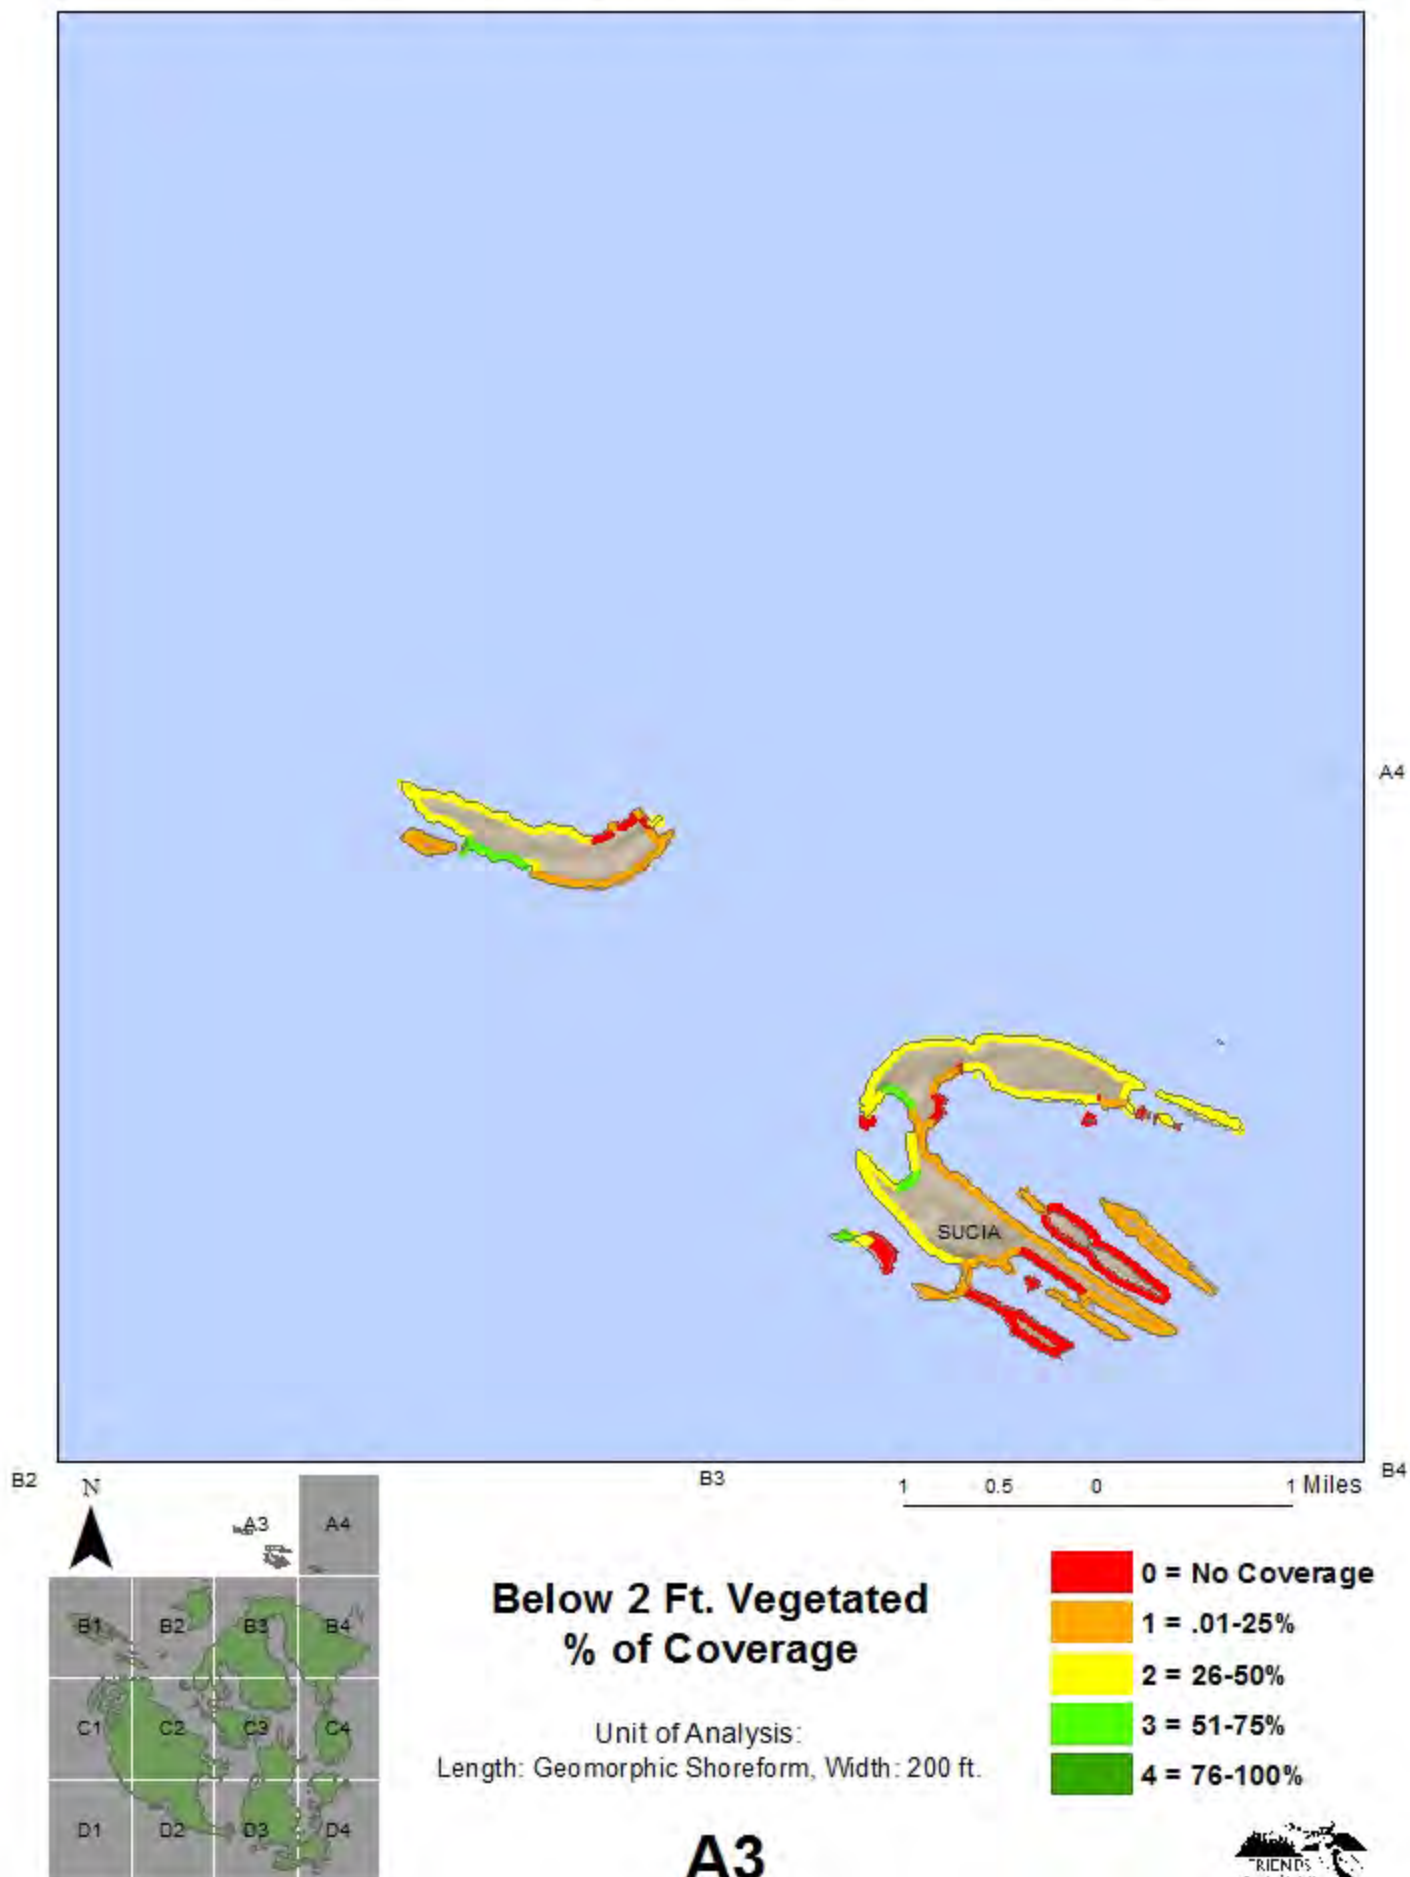 A4
SUCIA
B2
B3
B4
N
1 0.5 0 1 Miles
A3 A4
B1 B2 B3 B4
C1 C2 C3 C4
D1 D2 D3 D4
Below 2 Ft. Vegetated
% of Coverage
Unit of Analysis:
Length: Geomorphic Shoreform, Width: 200 ft.
A3
0 = No Coverage
1 = .01-25%
2 = 26-50%
3 = 51-75%
4 = 76-100%
FRIENDS